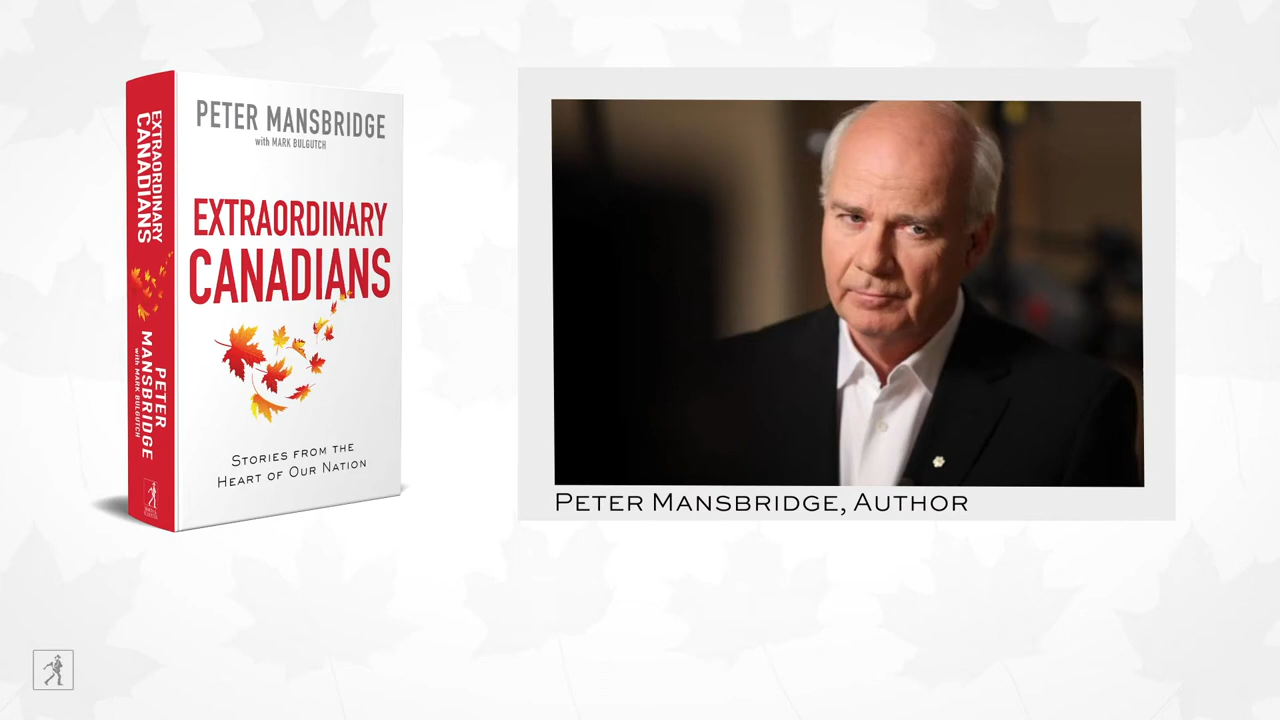 EXTRAORDINARY
CANADIANS
PETER
MANSBRIDGE
with MARK BULGUTCH
PETER MANSBRIDGE
with MARK BULGUTCH
EXTRAORDINARY
CANADIANS
STORIES FROM THE
HEART OF OUR NATION
PETER MANSBRIDGE, AUTHOR